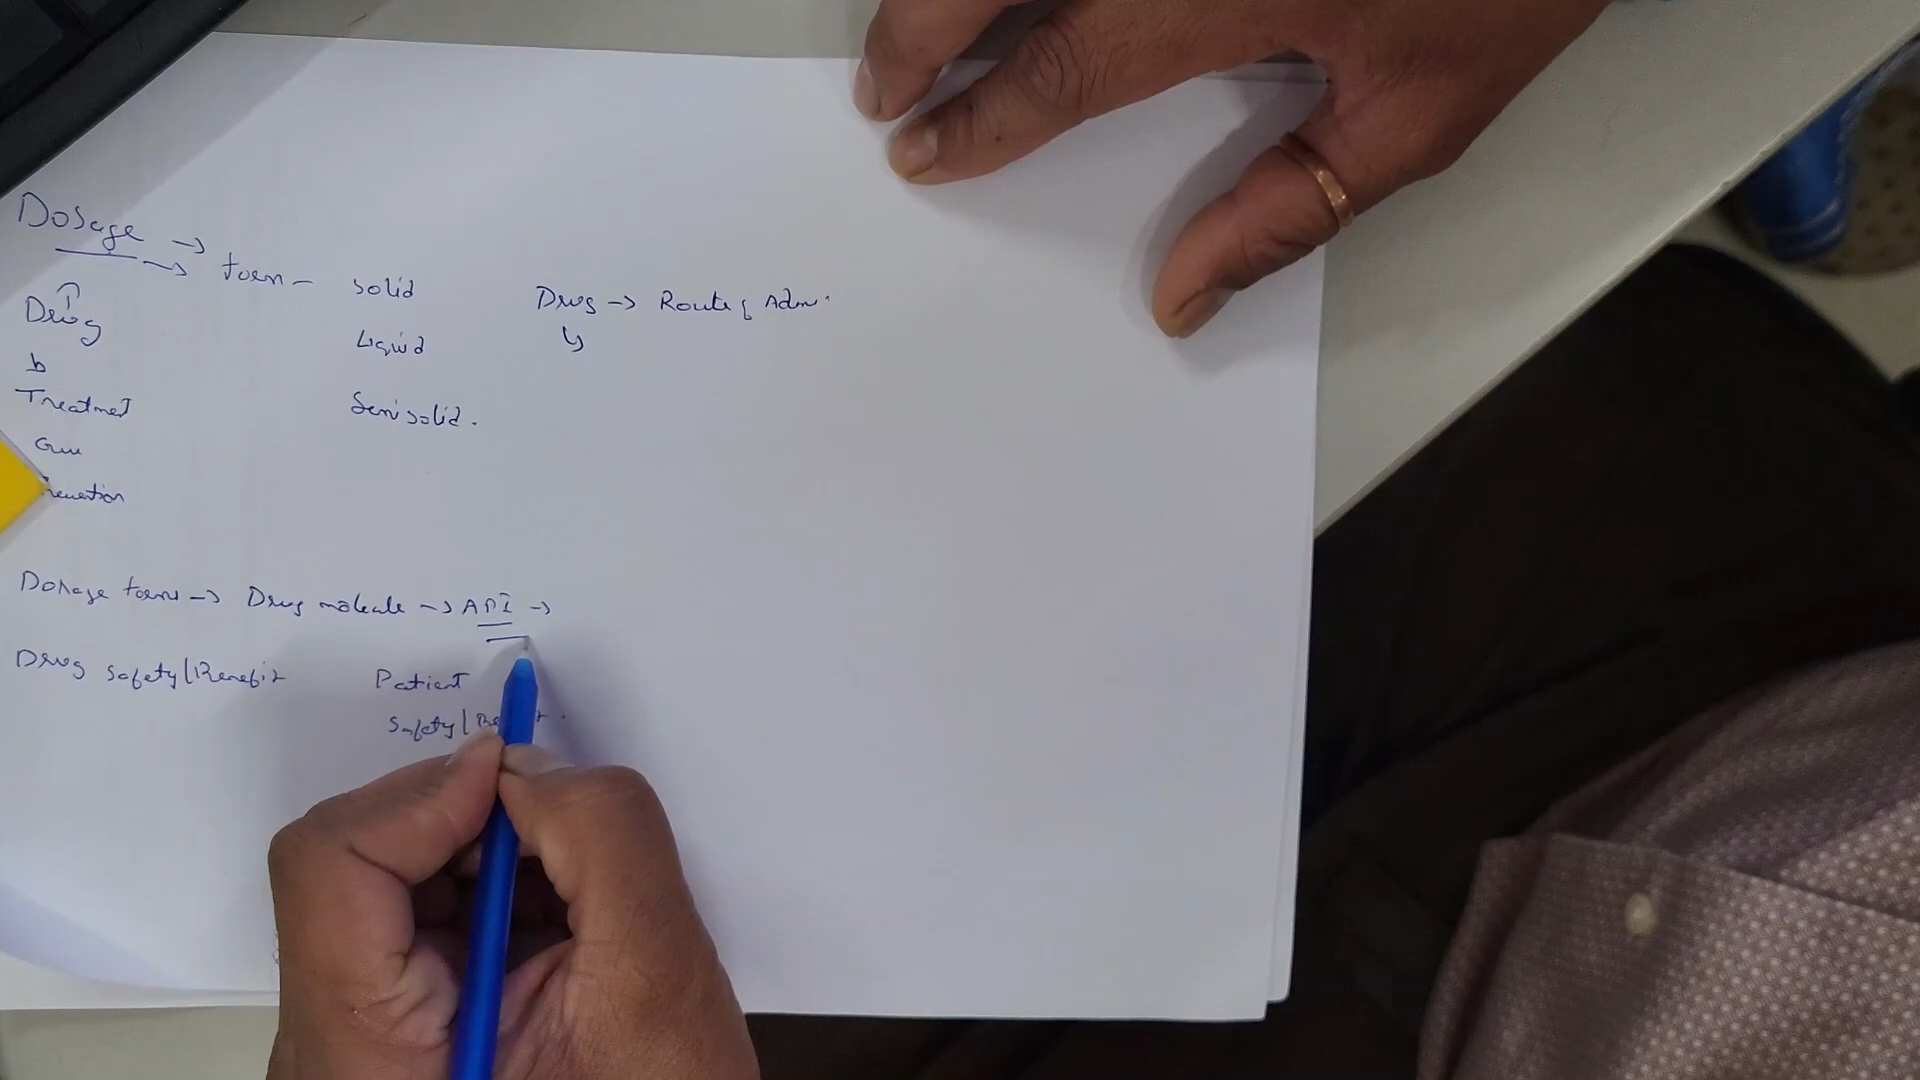 Dosage →
→ form - solid
Drug
Liquid
Semisolid.
Treatment
Cure
Drug → Route of Adm.
Dosage form → Drug molecule → API →
Drug safety/Benefit
Patient
Safety/